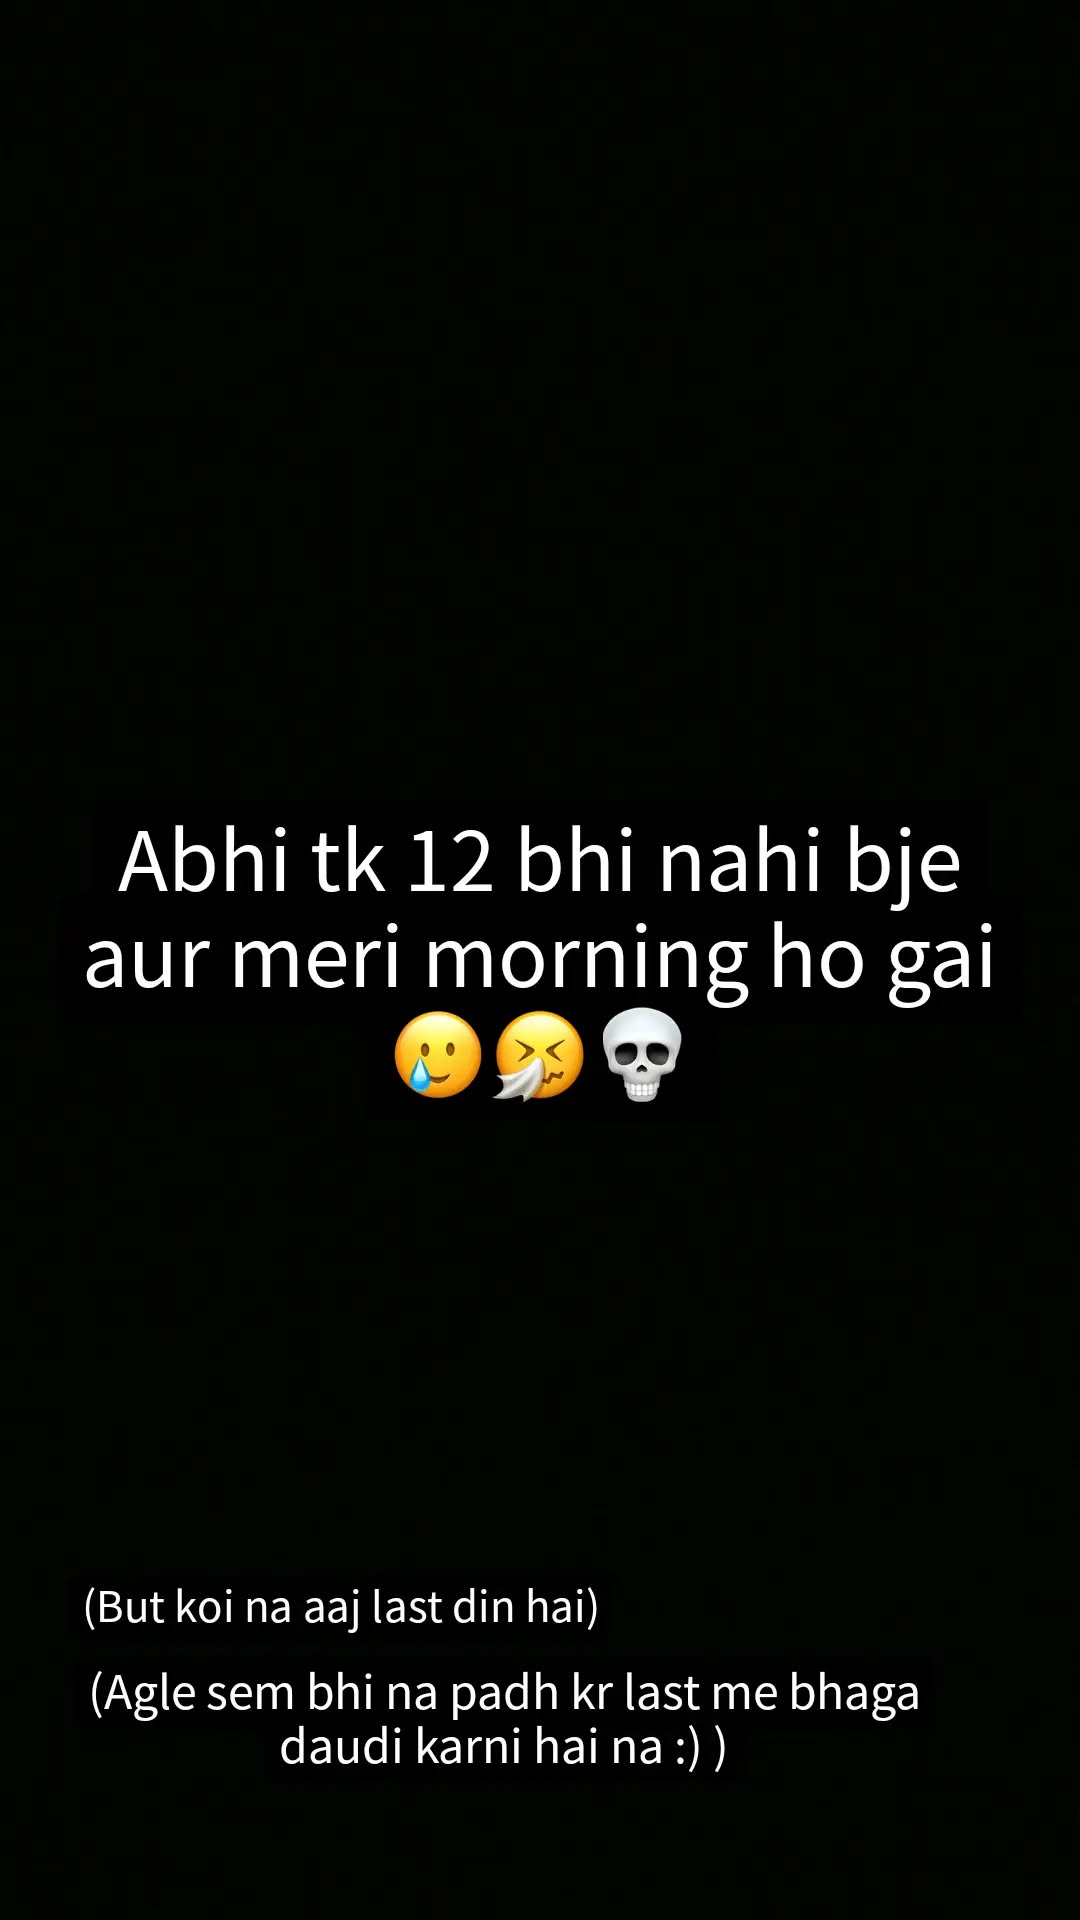 Abhi tk 12 bhi nahi bje
aur meri morning ho gai
🥲🤧💀
(But koi na aaj last din hai)
(Agle sem bhi na padh kr last me bhaga
daudi karni hai na :) )